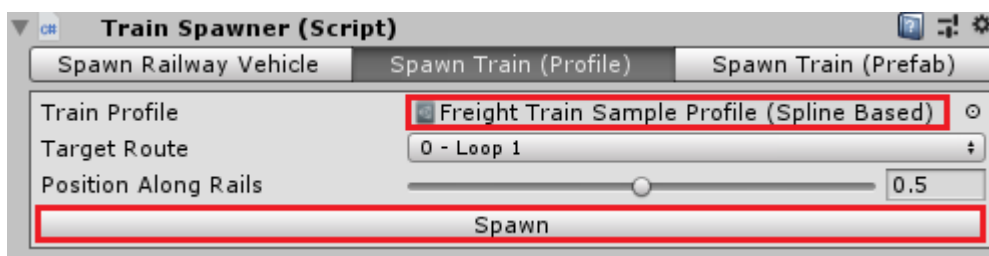 Train Spawner (Script)
Spawn Railway Vehicle Spawn Train (Profile) Spawn Train (Prefab)
Train Profile Freight Train Sample Profile (Spline Based)
Target Route 0 - Loop 1
Position Along Rails 0.5
Spawn